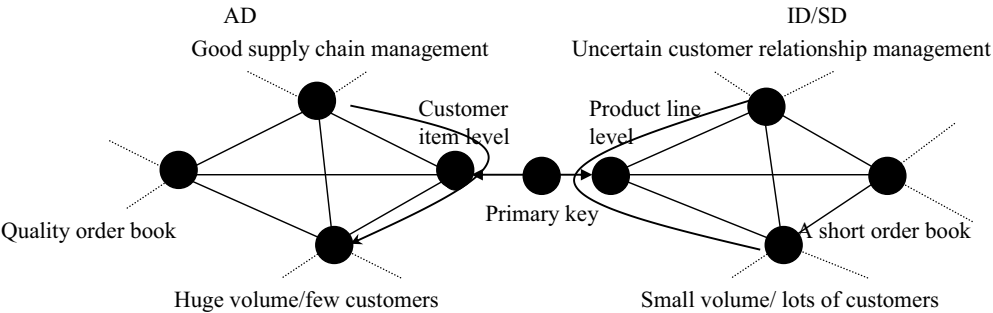 AD
ID/SD
Good supply chain management
Uncertain customer relationship management
Customer
item level
Product line
level
Primary key
Quality order book
A short order book
Huge volume/few customers
Small volume/ lots of customers